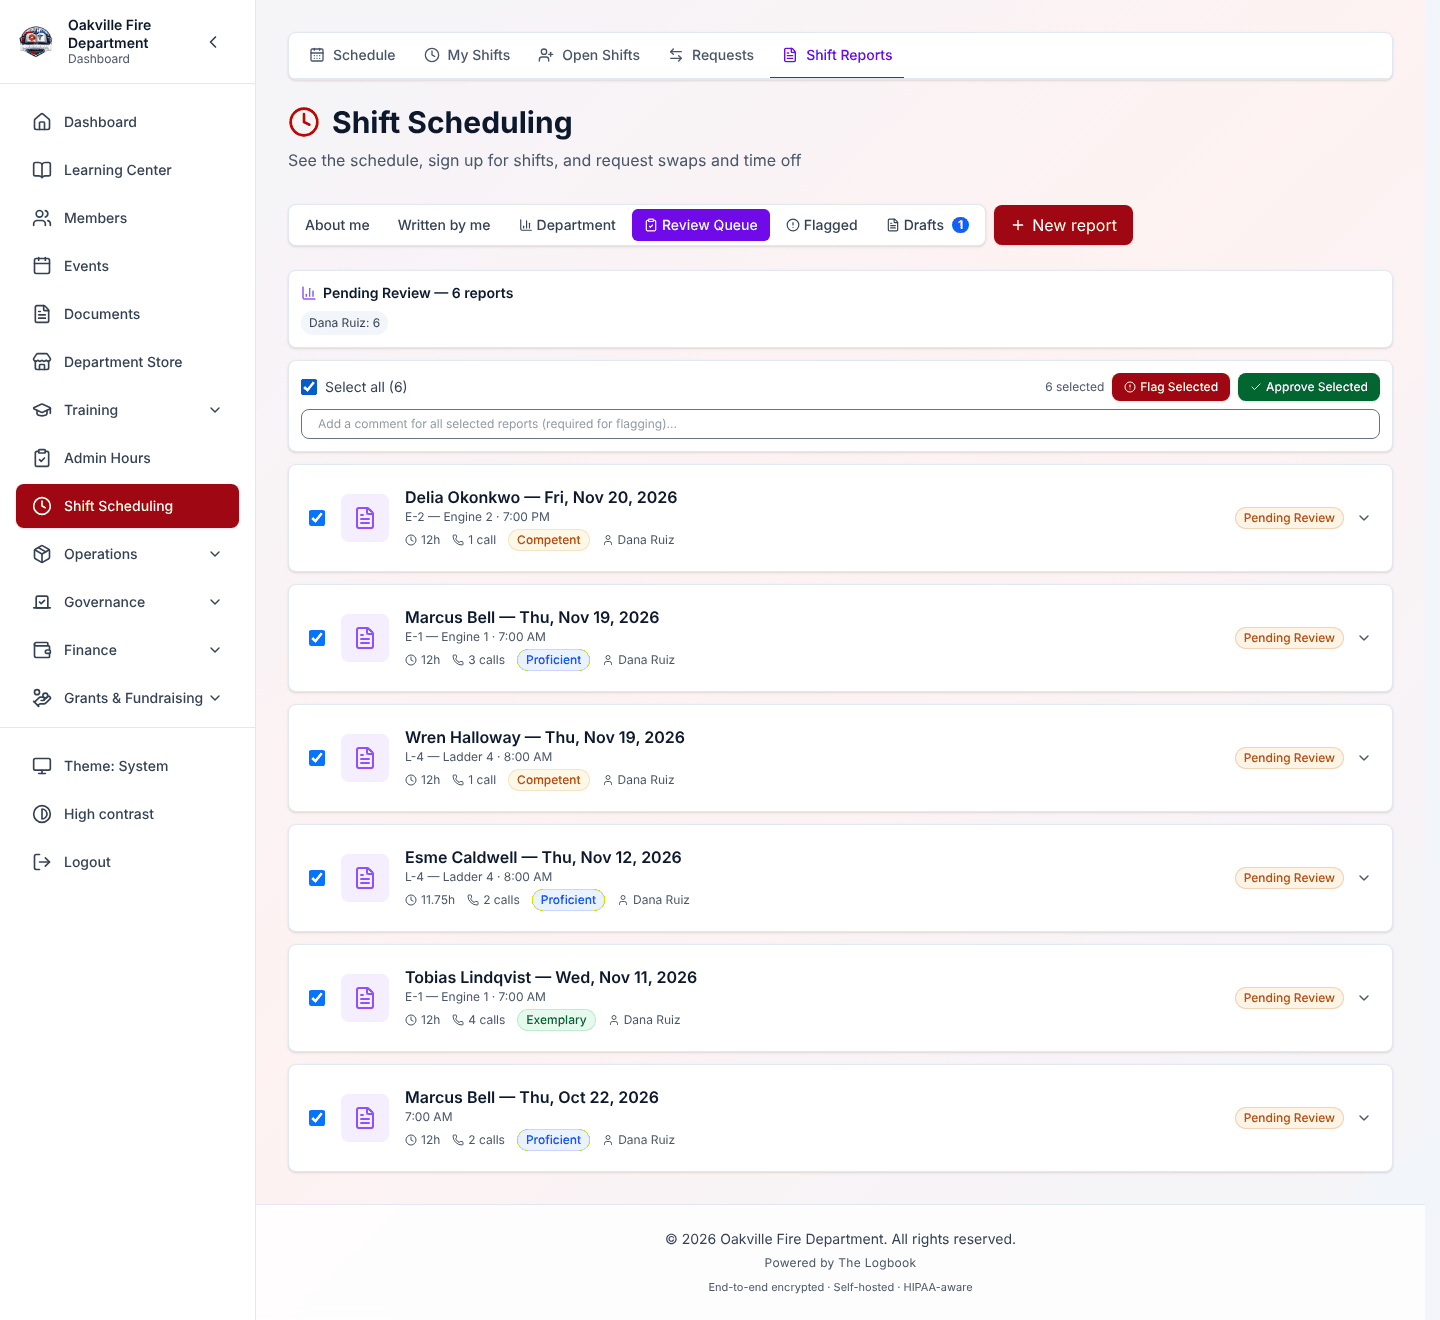 Oakville Fire
Department
Dashboard
Dashboard
Learning Center
Members
Events
Documents
Department Store
Training
Admin Hours
Shift Scheduling
Operations
Governance
Finance
Grants & Fundraising
Theme: System
High contrast
Logout
Schedule
My Shifts
Open Shifts
Requests
Shift Reports
Shift Scheduling
See the schedule, sign up for shifts, and request swaps and time off
About me
Written by me
Department
Review Queue
Flagged
Drafts 1
New report
Pending Review — 6 reports
Dana Ruiz: 6
Select all (6)
6 selected
Flag Selected
Approve Selected
Add a comment for all selected reports (required for flagging)...
Delia Okonkwo — Fri, Nov 20, 2026
E-2 — Engine 2 · 7:00 PM
12h 1 call Competent Dana Ruiz
Pending Review
Marcus Bell — Thu, Nov 19, 2026
E-1 — Engine 1 · 7:00 AM
12h 3 calls Proficient Dana Ruiz
Pending Review
Wren Halloway — Thu, Nov 19, 2026
L-4 — Ladder 4 · 8:00 AM
12h 1 call Competent Dana Ruiz
Pending Review
Esme Caldwell — Thu, Nov 12, 2026
L-4 — Ladder 4 · 8:00 AM
11.75h 2 calls Proficient Dana Ruiz
Pending Review
Tobias Lindqvist — Wed, Nov 11, 2026
E-1 — Engine 1 · 7:00 AM
12h 4 calls Exemplary Dana Ruiz
Pending Review
Marcus Bell — Thu, Oct 22, 2026
7:00 AM
12h 2 calls Proficient Dana Ruiz
Pending Review
© 2026 Oakville Fire Department. All rights reserved.
Powered by The Logbook
End-to-end encrypted · Self-hosted · HIPAA-aware